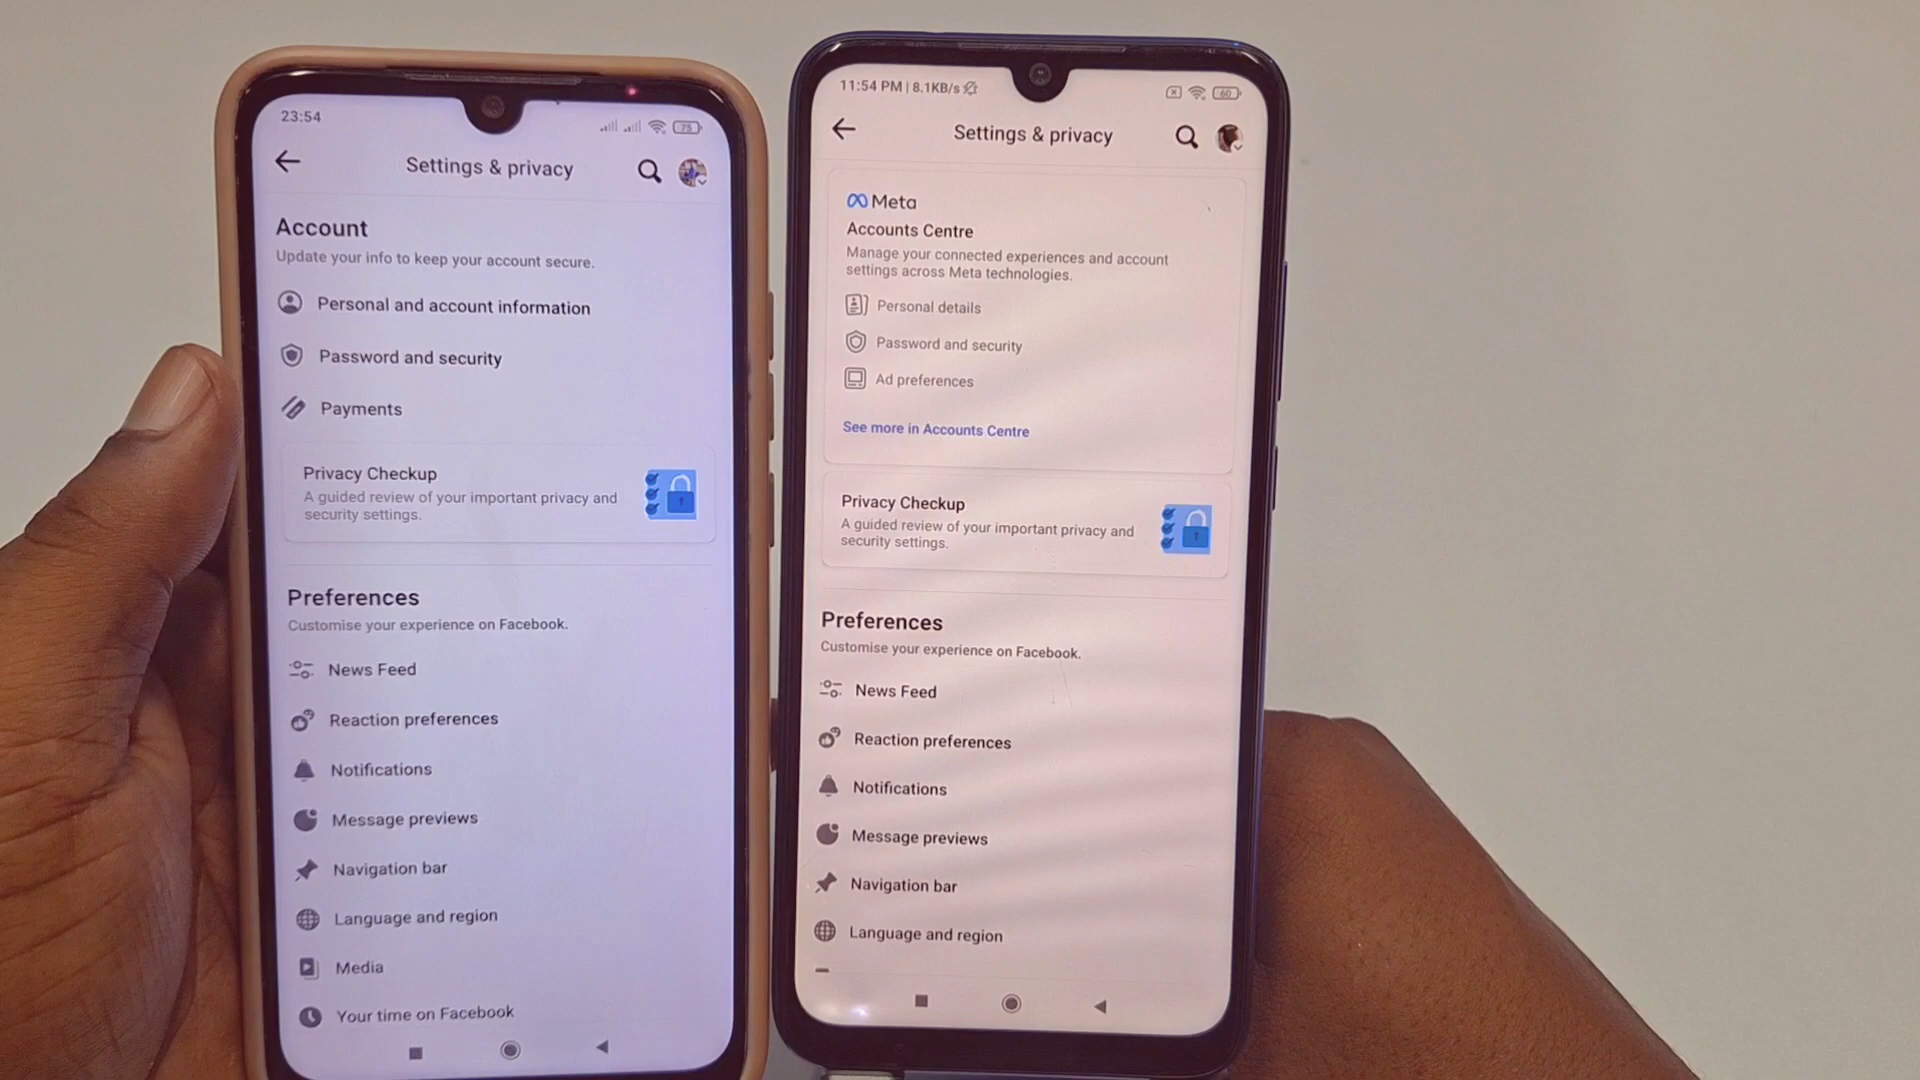 23:54
75
Settings & privacy
Account
Update your info to keep your account secure.
Personal and account information
Password and security
Payments
Privacy Checkup
A guided review of your important privacy and
security settings.
Preferences
Customise your experience on Facebook.
News Feed
Reaction preferences
Notifications
Message previews
Navigation bar
Language and region
Media
Your time on Facebook
11:54 PM | 8.1KB/s
60
Settings & privacy
Meta
Accounts Centre
Manage your connected experiences and account
settings across Meta technologies.
Personal details
Password and security
Ad preferences
See more in Accounts Centre
Privacy Checkup
A guided review of your important privacy and
security settings.
Preferences
Customise your experience on Facebook.
News Feed
Reaction preferences
Notifications
Message previews
Navigation bar
Language and region